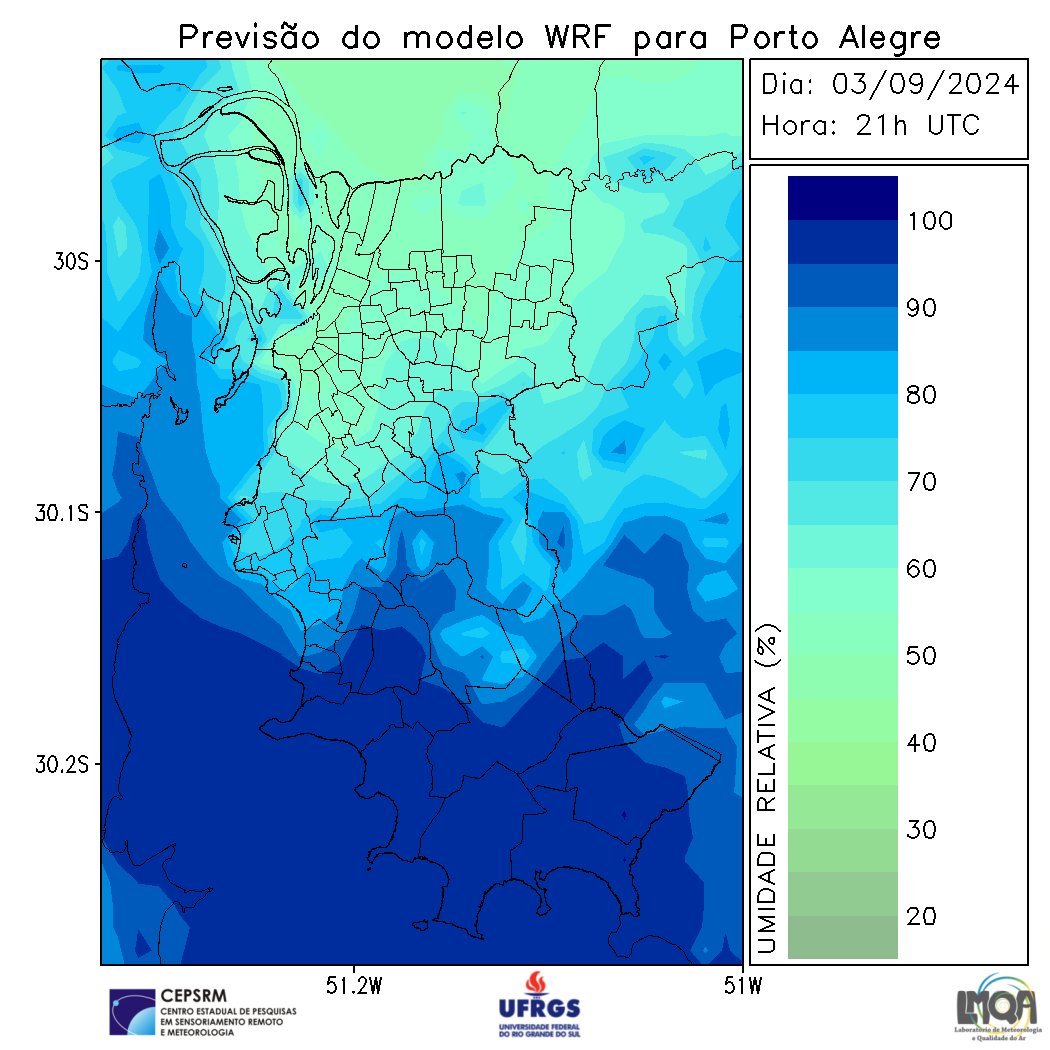 Previsão do modelo WRF para Porto Alegre
Dia: 03/09/2024
Hora: 21h UTC
100
90
80
70
60
50
40
30
20
UMIDADE RELATIVA (%)
30S
30.1S
30.2S
51.2W
51W
CEPSRM
CENTRO ESTADUAL DE PESQUISAS
EM SENSORIAMENTO REMOTO
E METEOROLOGIA
UFRGS
UNIVERSIDADE FEDERAL
DO RIO GRANDE DO SUL
LMQA
Laboratório de Meteorologia
e Qualidade do Ar